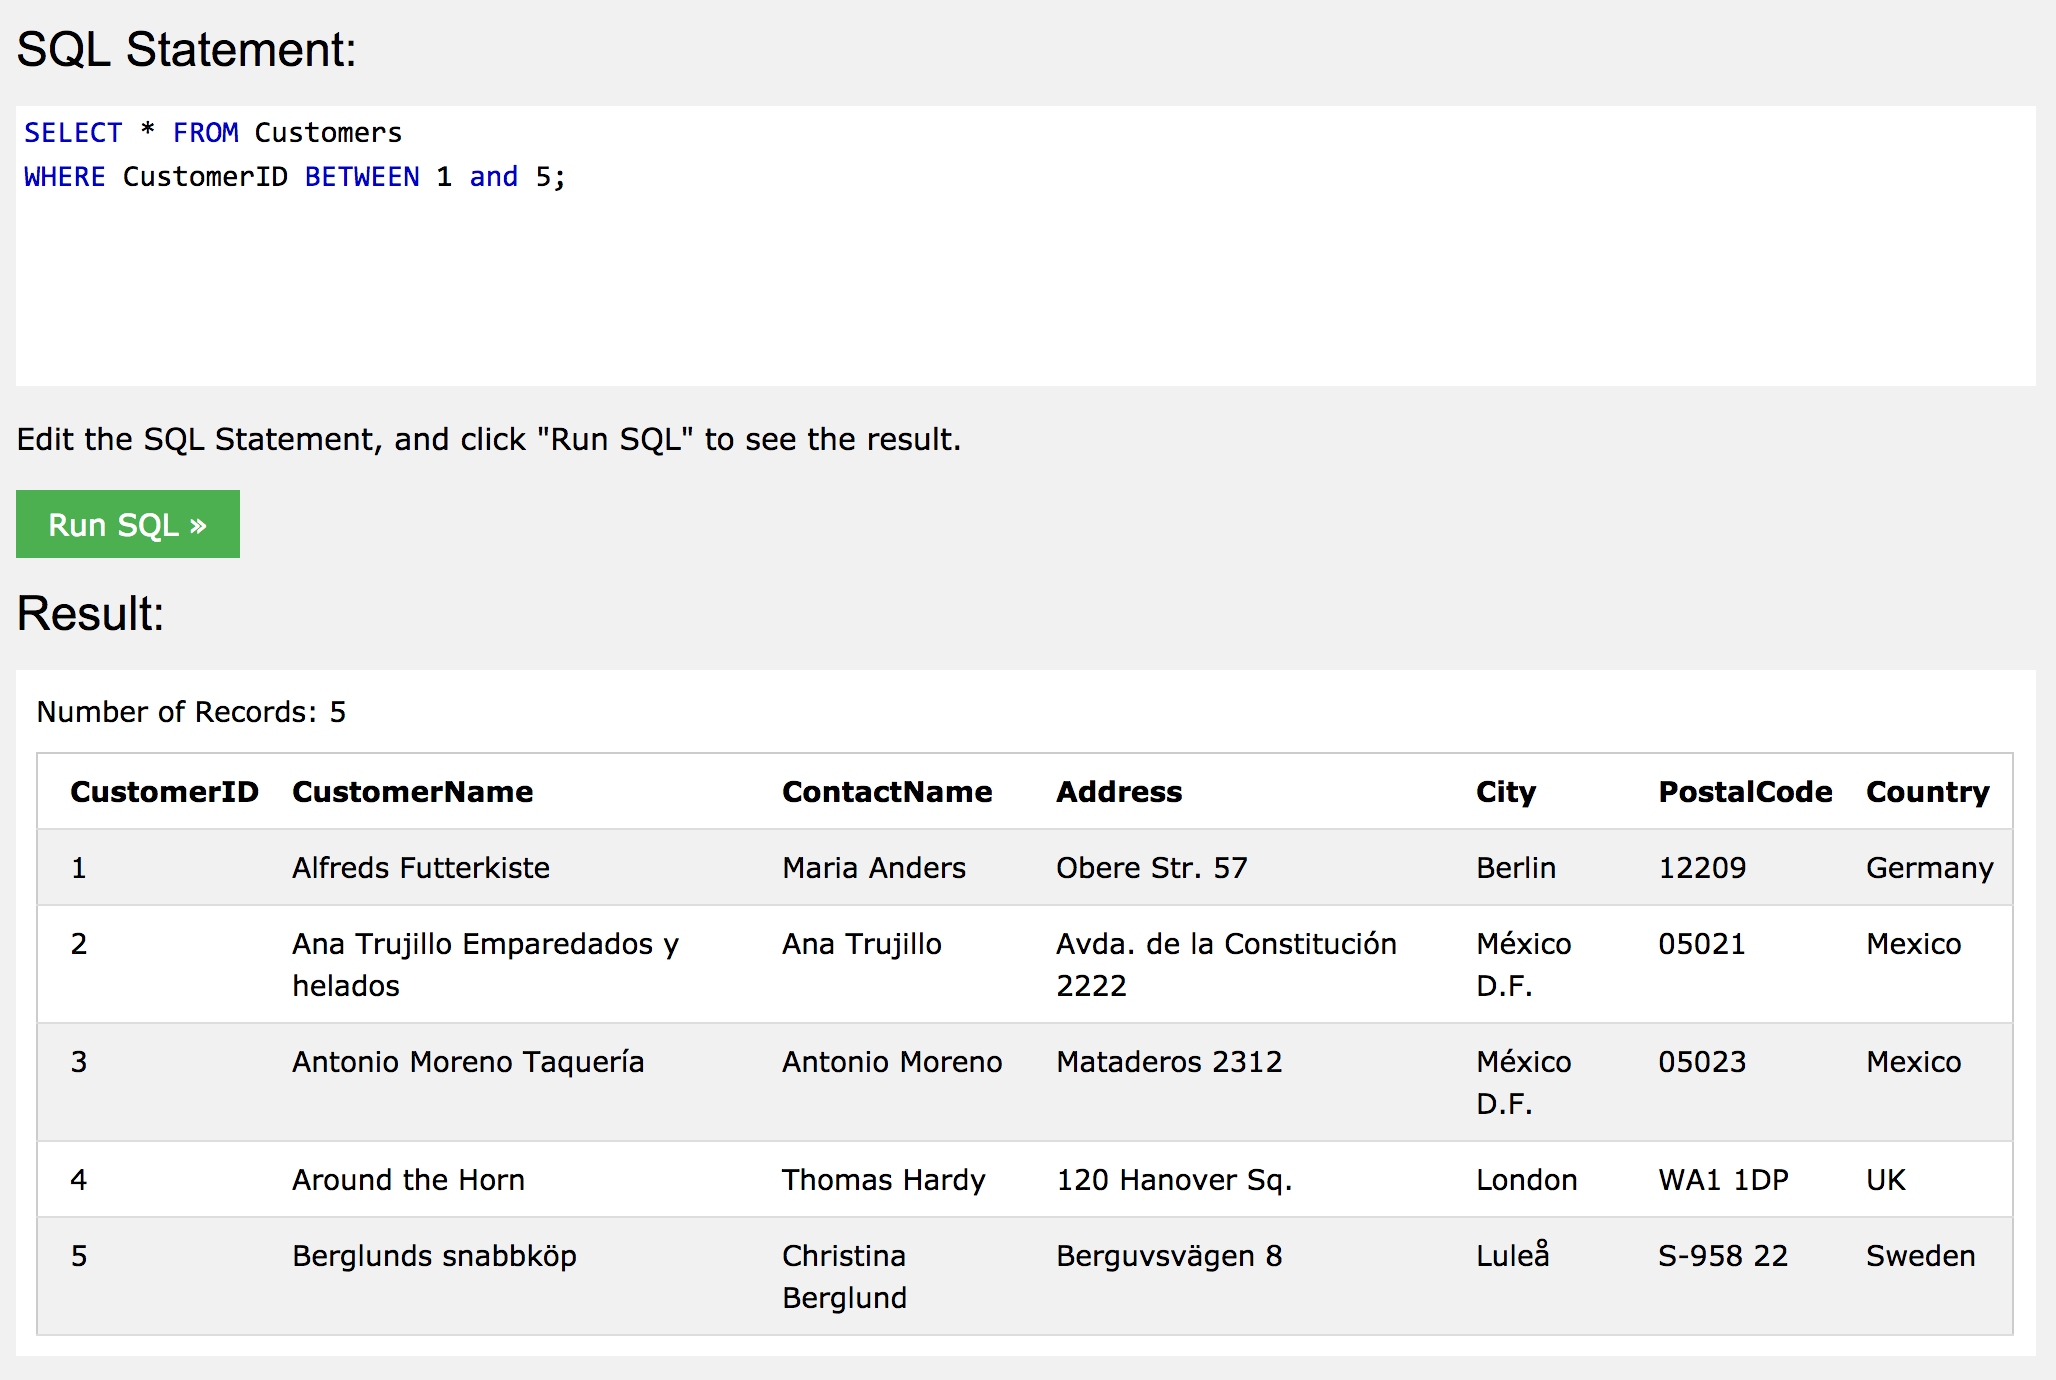 SQL Statement:
SELECT * FROM Customers
WHERE CustomerID BETWEEN 1 and 5;
Edit the SQL Statement, and click "Run SQL" to see the result.
Run SQL »
Result:
Number of Records: 5
CustomerID CustomerName ContactName Address City PostalCode Country
1 Alfreds Futterkiste Maria Anders Obere Str. 57 Berlin 12209 Germany
2 Ana Trujillo Emparedados y Ana Trujillo Avda. de la Constitución México 05021 Mexico
helados 2222 D.F.
3 Antonio Moreno Taquería Antonio Moreno Mataderos 2312 México 05023 Mexico
D.F.
4 Around the Horn Thomas Hardy 120 Hanover Sq. London WA1 1DP UK
5 Berglunds snabbköp Christina Berguvsvägen 8 Luleå S-958 22 Sweden
Berglund